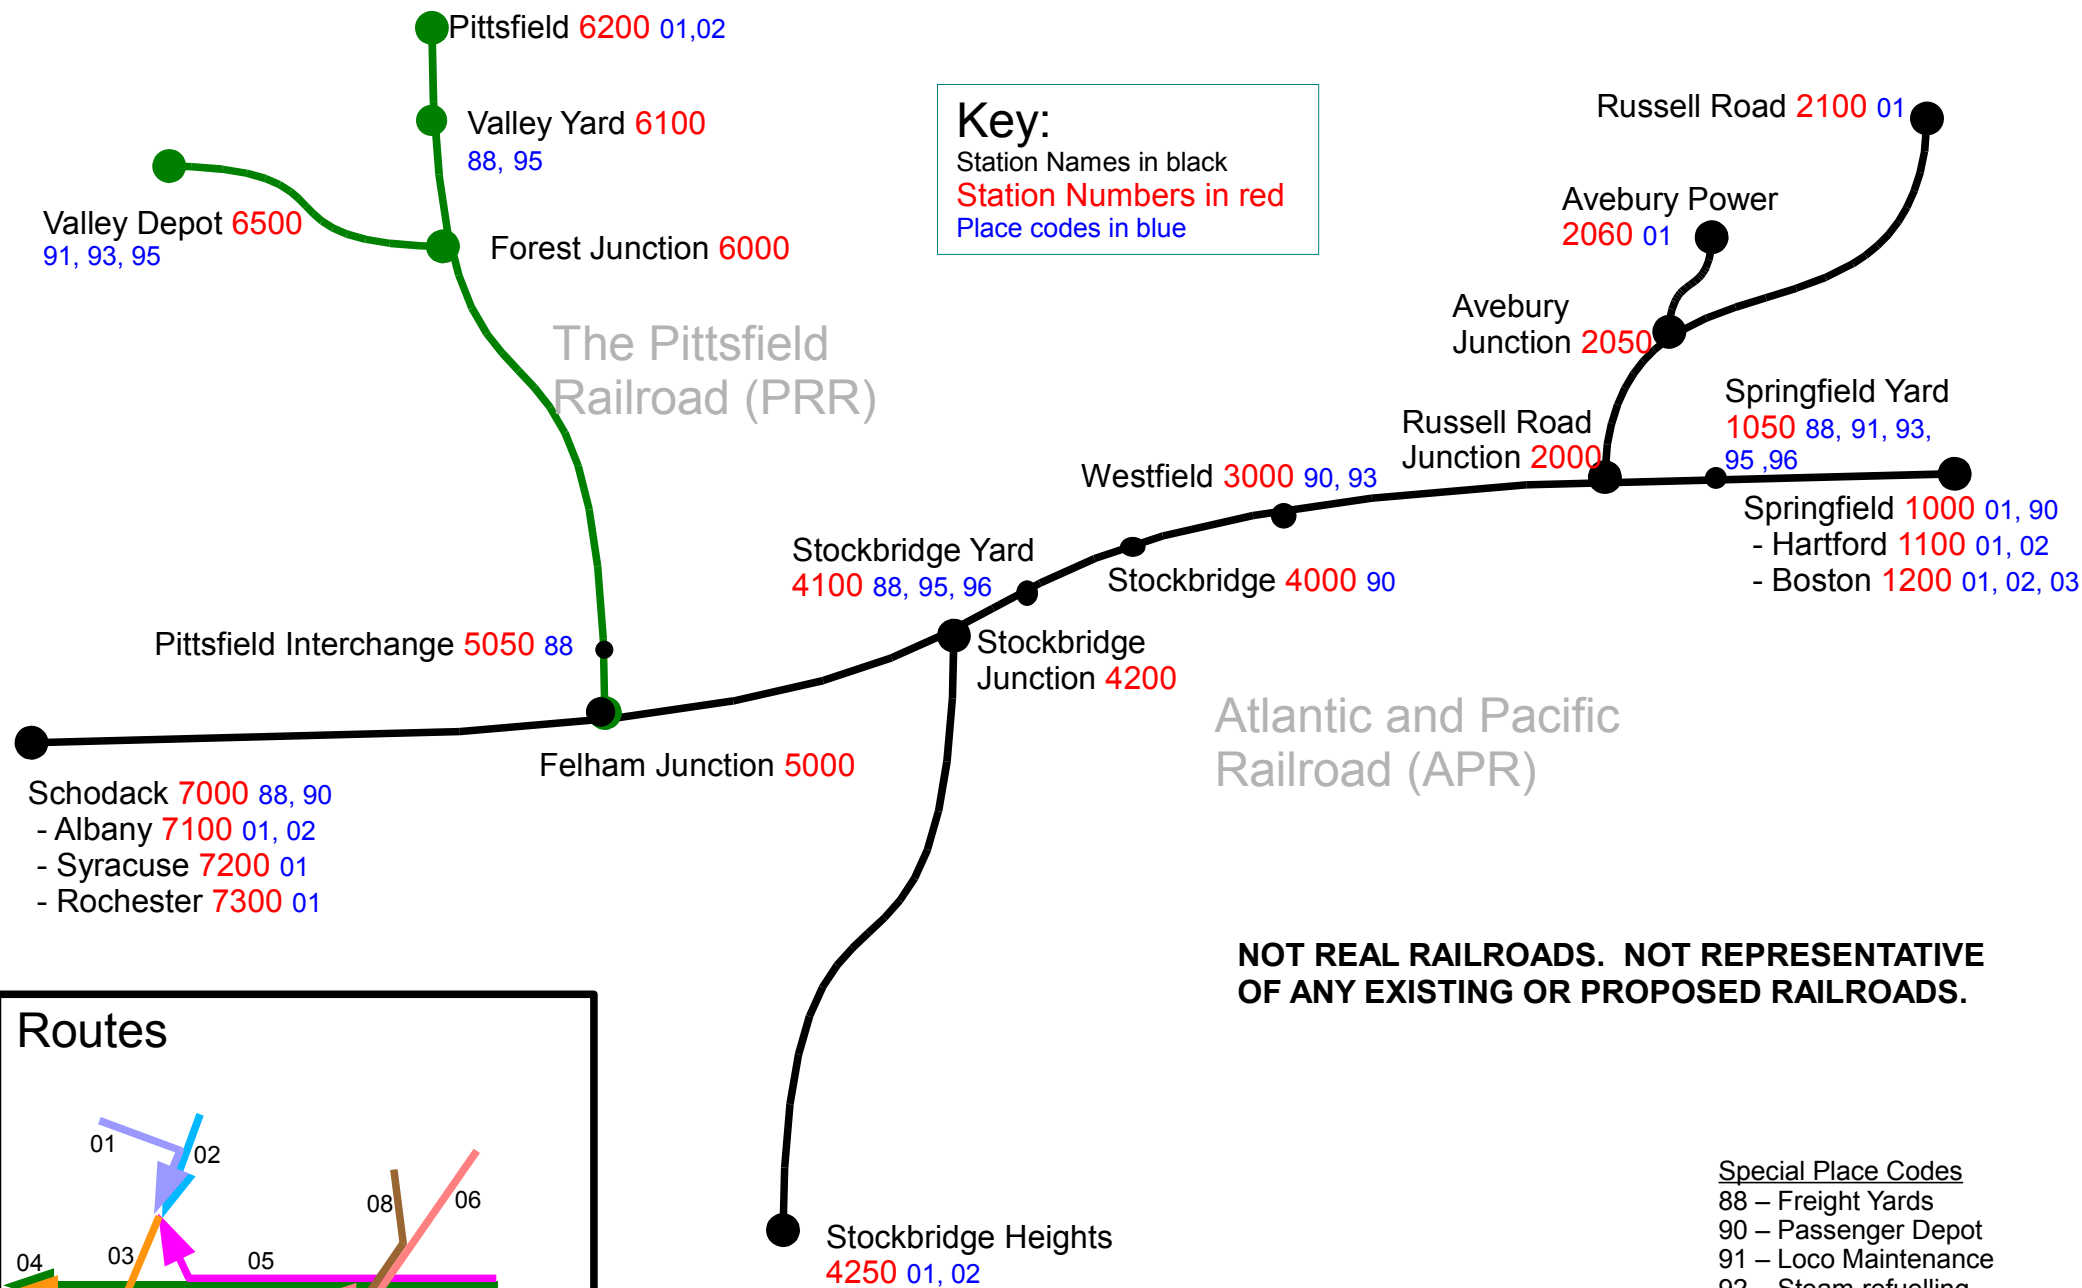 Pittsfield 6200 01,02
Valley Yard 6100
88, 95
Valley Depot 6500
91, 93, 95
Forest Junction 6000
The Pittsfield
Railroad (PRR)
Key:
Station Names in black
Station Numbers in red
Place codes in blue
Russell Road 2100 01
Avebury Power
2060 01
Avebury
Junction 2050
Springfield Yard
1050 88, 91, 93,
95 ,96
Russell Road
Junction 2000
Westfield 3000 90, 93
Springfield 1000 01, 90
- Hartford 1100 01, 02
- Boston 1200 01, 02, 03
Stockbridge Yard
4100 88, 95, 96
Stockbridge 4000 90
Pittsfield Interchange 5050 88
Stockbridge
Junction 4200
Felham Junction 5000
Atlantic and Pacific
Railroad (APR)
Schodack 7000 88, 90
- Albany 7100 01, 02
- Syracuse 7200 01
- Rochester 7300 01
NOT REAL RAILROADS. NOT REPRESENTATIVE
OF ANY EXISTING OR PROPOSED RAILROADS.
Routes
01
02
08
06
03
04
05
Stockbridge Heights
4250 01, 02
Special Place Codes
88 – Freight Yards
90 – Passenger Depot
91 – Loco Maintenance
92 – Steam refuelling